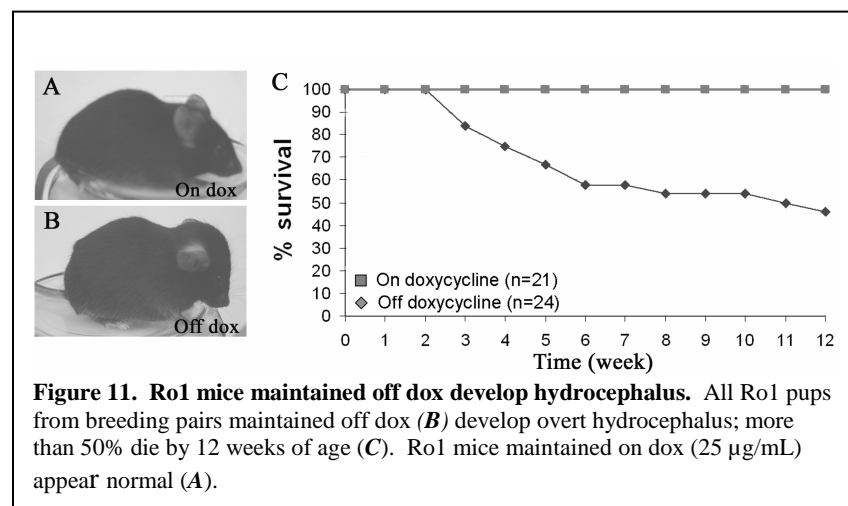 A
On dox
B
Off dox
C
% survival
100
90
80
70
60
50
40
30
20
10
0
On doxycycline (n=21)
Off doxycycline (n=24)
0 1 2 3 4 5 6 7 8 9 10 11 12
Time (week)
Figure 11. Ro1 mice maintained off dox develop hydrocephalus. All Ro1 pups
from breeding pairs maintained off dox (B) develop overt hydrocephalus; more
than 50% die by 12 weeks of age (C). Ro1 mice maintained on dox (25 µg/mL)
appear normal (A).